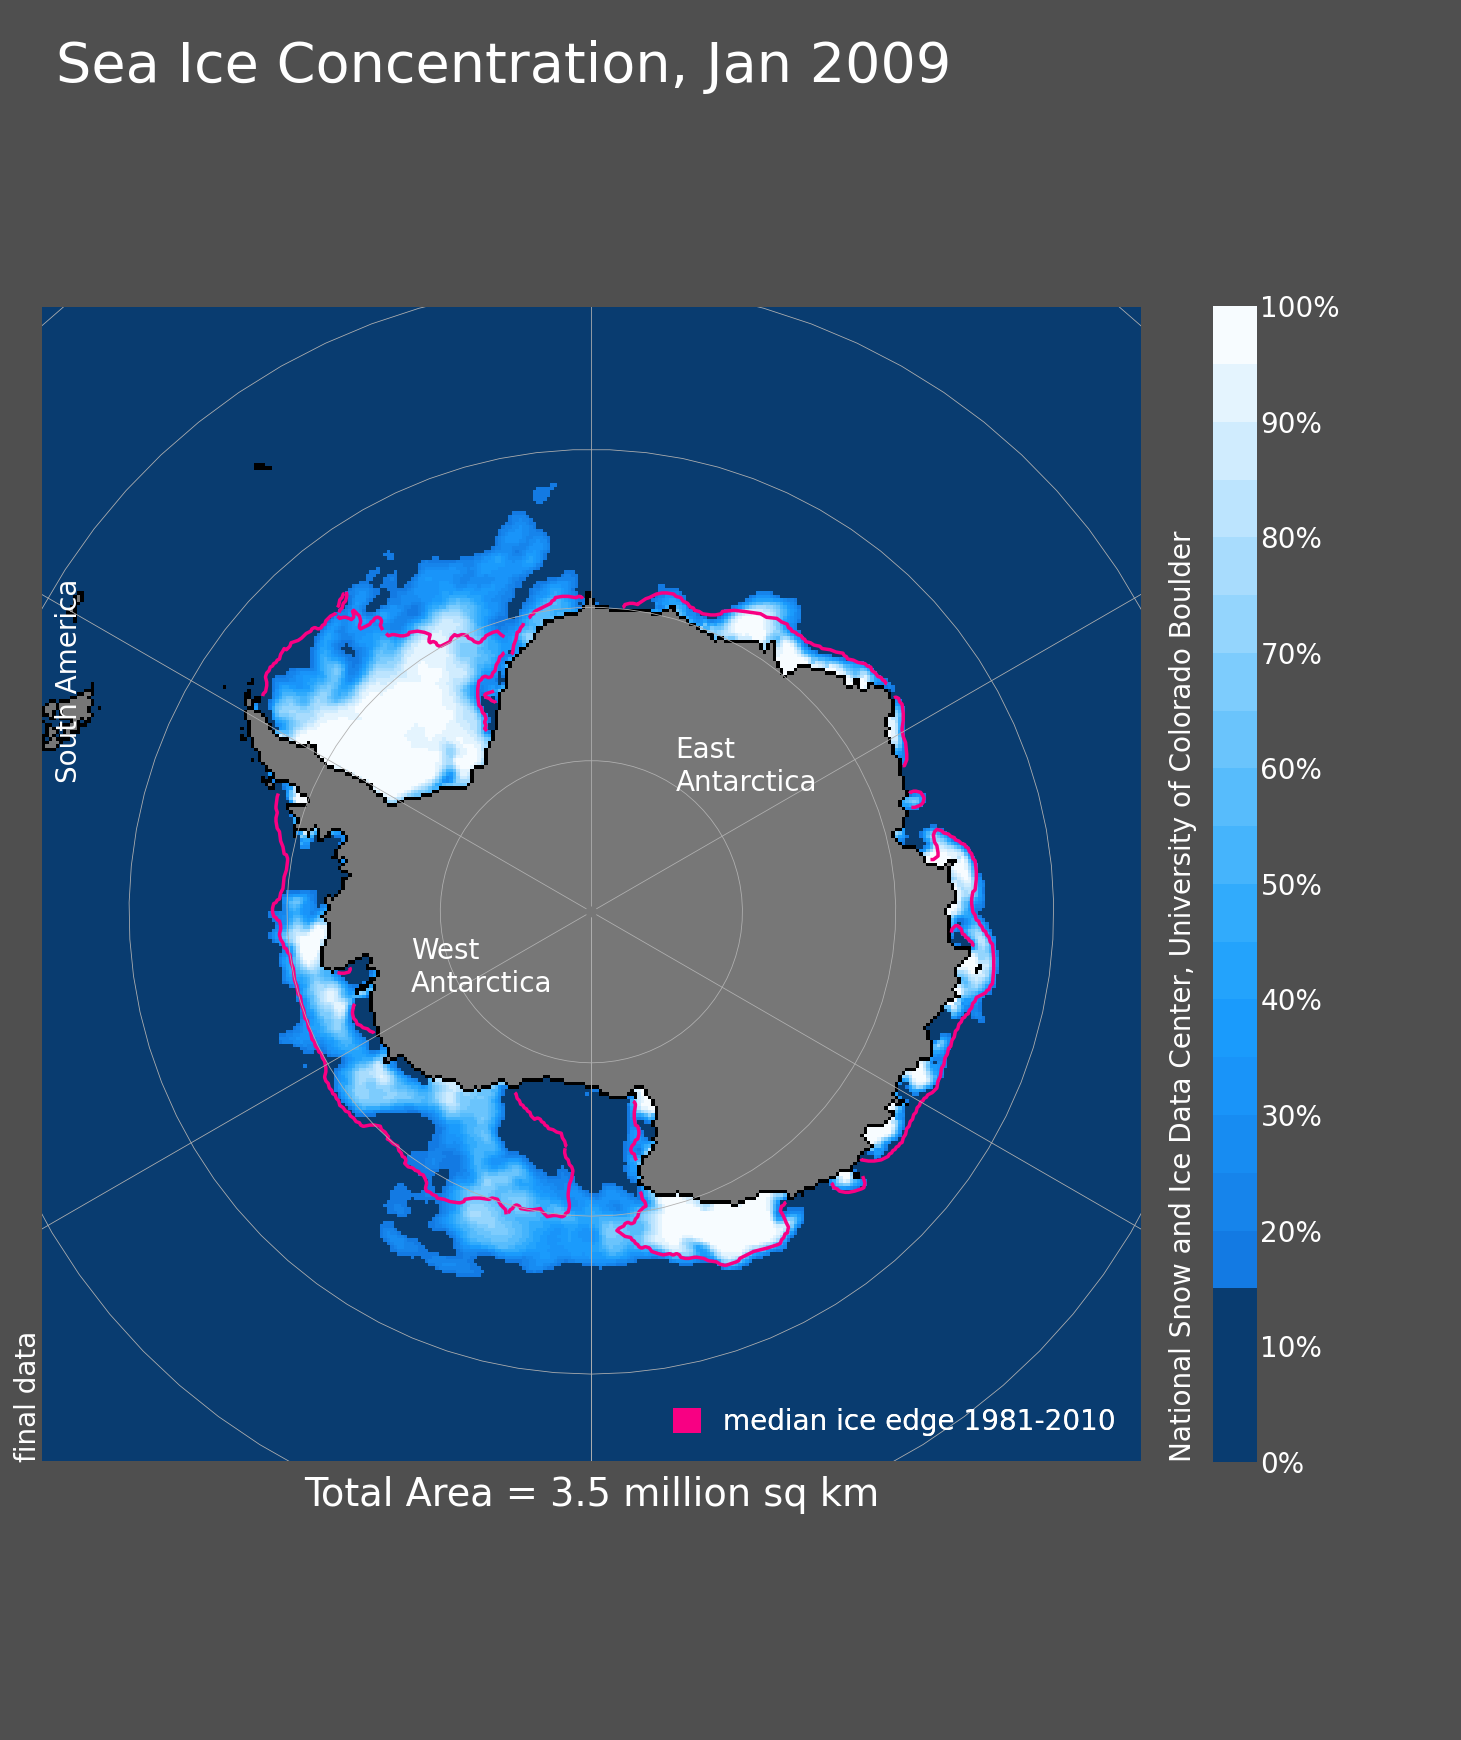 Sea Ice Concentration, Jan 2009
South America
East
Antarctica
West
Antarctica
median ice edge 1981-2010
final data
Total Area = 3.5 million sq km
National Snow and Ice Data Center, University of Colorado Boulder
100%
90%
80%
70%
60%
50%
40%
30%
20%
10%
0%